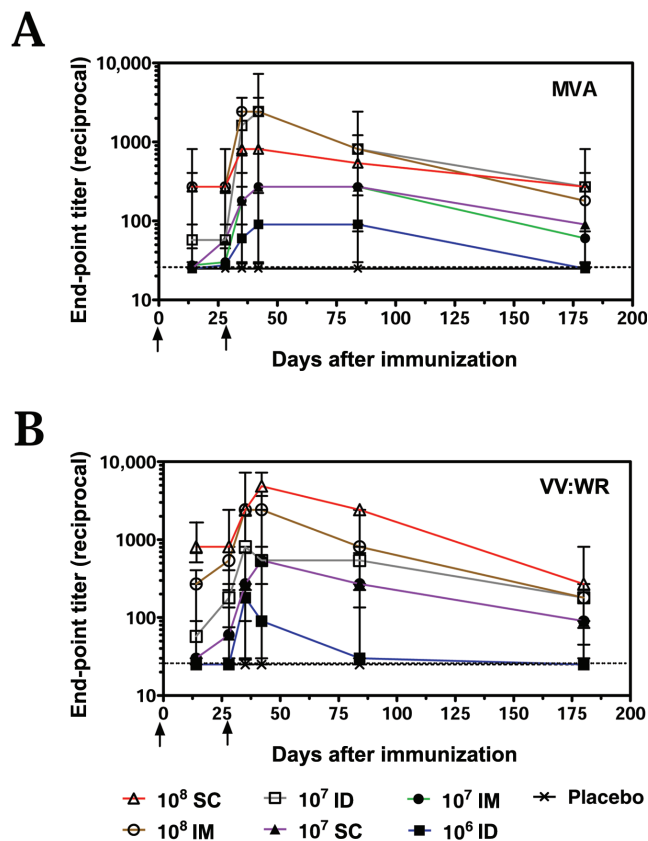 A
MVA
End-point titer (reciprocal)
10,000
1000
100
10
0 25 50 75 100 125 150 175 200
Days after immunization
B
VV:WR
End-point titer (reciprocal)
10,000
1000
100
10
0 25 50 75 100 125 150 175 200
Days after immunization
10⁸ SC 10⁷ ID 10⁷ IM Placebo
10⁸ IM 10⁷ SC 10⁶ ID